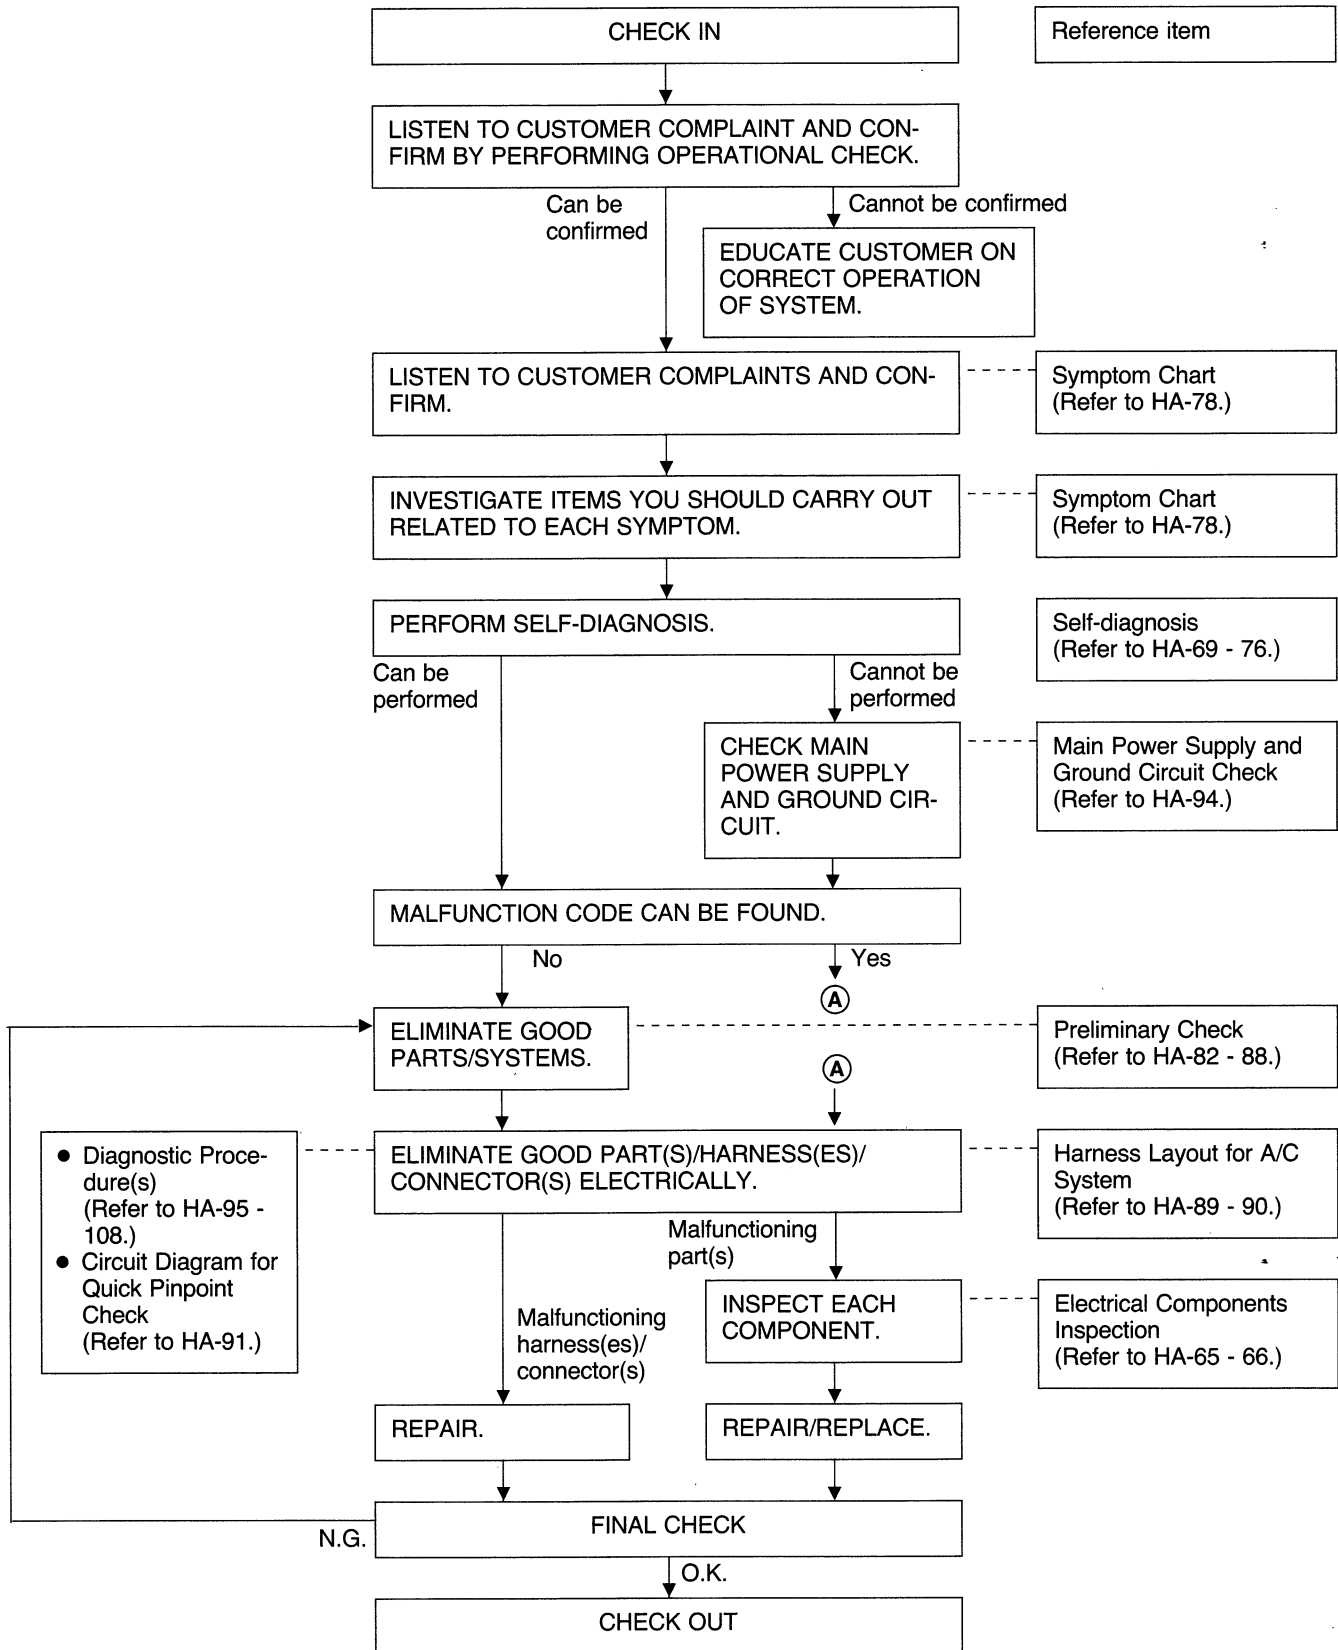 CHECK IN
Reference item
LISTEN TO CUSTOMER COMPLAINT AND CON-
FIRM BY PERFORMING OPERATIONAL CHECK.
Can be
confirmed
Cannot be confirmed
EDUCATE CUSTOMER ON
CORRECT OPERATION
OF SYSTEM.
LISTEN TO CUSTOMER COMPLAINTS AND CON-
FIRM.
Symptom Chart
(Refer to HA-78.)
INVESTIGATE ITEMS YOU SHOULD CARRY OUT
RELATED TO EACH SYMPTOM.
Symptom Chart
(Refer to HA-78.)
PERFORM SELF-DIAGNOSIS.
Self-diagnosis
(Refer to HA-69 - 76.)
Can be
performed
Cannot be
performed
CHECK MAIN
POWER SUPPLY
AND GROUND CIR-
CUIT.
Main Power Supply and
Ground Circuit Check
(Refer to HA-94.)
MALFUNCTION CODE CAN BE FOUND.
No
Yes
A
ELIMINATE GOOD
PARTS/SYSTEMS.
Preliminary Check
(Refer to HA-82 - 88.)
A
● Diagnostic Proce-
dure(s)
(Refer to HA-95 -
108.)
● Circuit Diagram for
Quick Pinpoint
Check
(Refer to HA-91.)
ELIMINATE GOOD PART(S)/HARNESS(ES)/
CONNECTOR(S) ELECTRICALLY.
Harness Layout for A/C
System
(Refer to HA-89 - 90.)
Malfunctioning
part(s)
Malfunctioning
harness(es)/
connector(s)
INSPECT EACH
COMPONENT.
Electrical Components
Inspection
(Refer to HA-65 - 66.)
REPAIR.
REPAIR/REPLACE.
FINAL CHECK
N.G.
O.K.
CHECK OUT